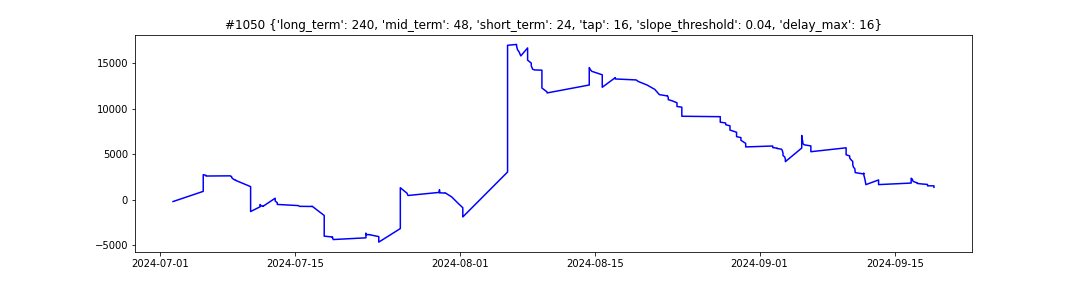 #1050 {'long_term': 240, 'mid_term': 48, 'short_term': 24, 'tap': 16, 'slope_threshold': 0.04, 'delay_max': 16}
15000
10000
5000
0
−5000
2024-07-01 2024-07-15 2024-08-01 2024-08-15 2024-09-01 2024-09-15